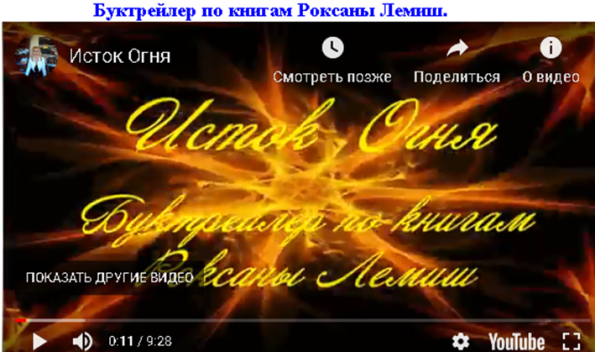 Буктрейлер по книгам Роксаны Лемиш.
Исток Огня
Смотреть позже
Поделиться
О видео
Исток Огня
Буктрейлер по книгам
Роксаны Лемиш
ПОКАЗАТЬ ДРУГИЕ ВИДЕО
0:11 / 9:28
YouTube